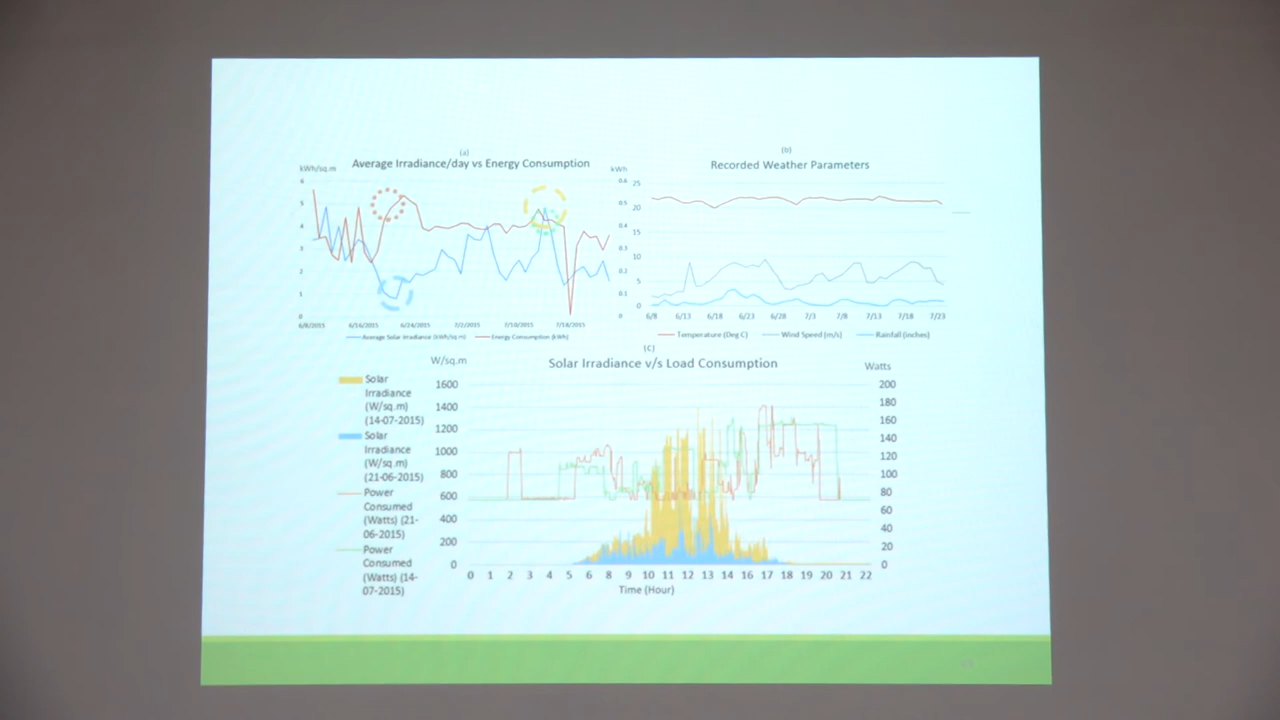 (a)
Average Irradiance/day vs Energy Consumption
kWh/sq.m
kWh
6
5
4
3
2
1
0
0.6
0.5
0.4
0.3
0.2
0.1
0
6/8/2015
6/16/2015
6/24/2015
7/2/2015
7/10/2015
7/18/2015
Average Solar Irradiance (kWh/sq.m)
Energy Consumption (kWh)
(b)
Recorded Weather Parameters
25
20
15
10
5
0
6/8
6/13
6/18
6/23
6/28
7/3
7/8
7/13
7/18
7/23
Temperature (Deg C)
Wind Speed (m/s)
Rainfall (inches)
(C)
Solar Irradiance v/s Load Consumption
W/sq.m
Watts
Solar
Irradiance
(W/sq.m)
(14-07-2015)
Solar
Irradiance
(W/sq.m)
(21-06-2015)
Power
Consumed
(Watts) (21-
06-2015)
Power
Consumed
(Watts) (14-
07-2015)
1600
1400
1200
1000
800
600
400
200
0
200
180
160
140
120
100
80
60
40
20
0
0 1 2 3 4 5 6 8 9 10 11 12 13 14 16 17 18 19 20 21 22
Time (Hour)